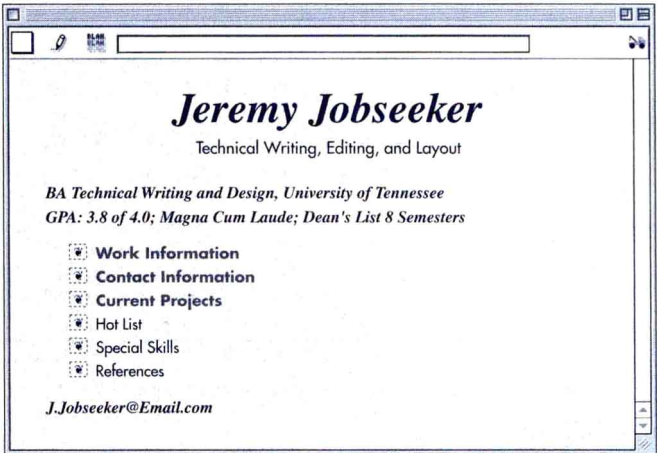 BLAH
BLAH
Jeremy Jobseeker
Technical Writing, Editing, and Layout
BA Technical Writing and Design, University of Tennessee
GPA: 3.8 of 4.0; Magna Cum Laude; Dean's List 8 Semesters
Work Information
Contact Information
Current Projects
Hot List
Special Skills
References
J.Jobseeker@Email.com